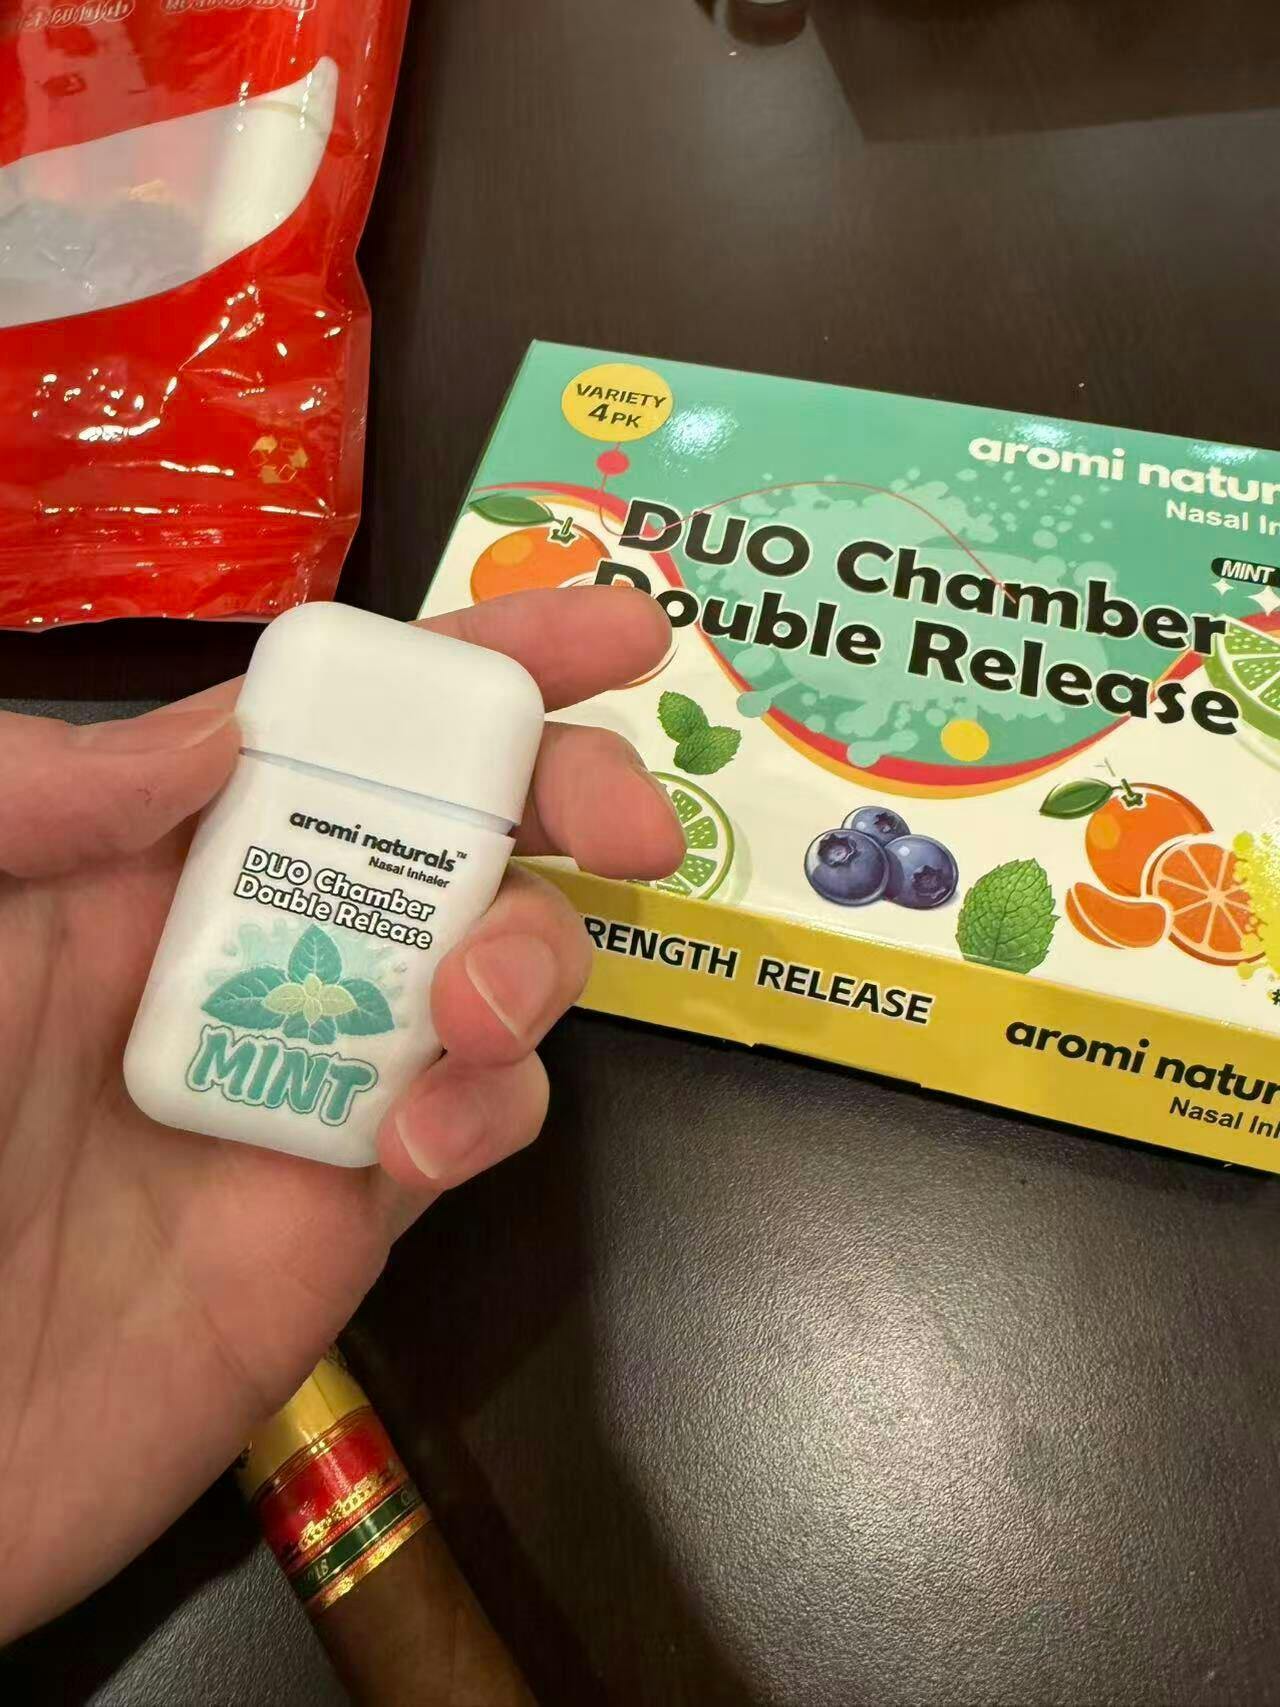 VARIETY
4 PK
aromi natur
Nasal In
DUO Chamber
Double Release
MINT
RENGTH RELEASE
aromi natur
Nasal Inh
aromi naturals™
Nasal Inhaler
DUO Chamber
Double Release
MINT